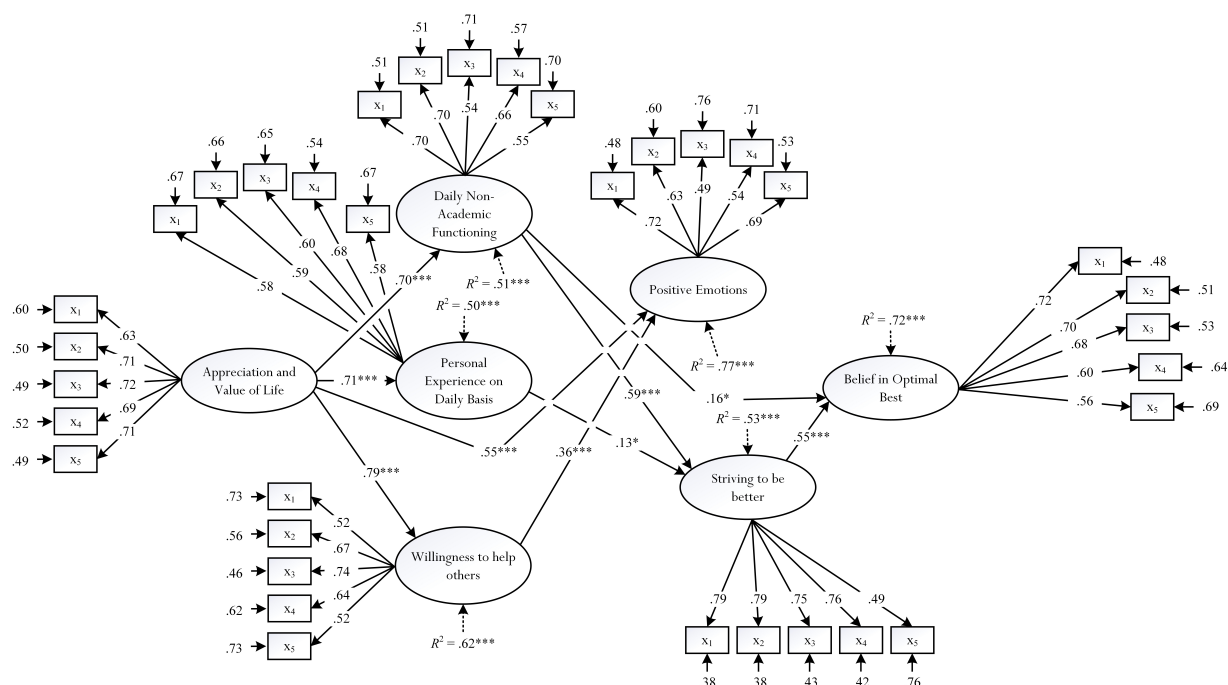 .51
x1
.70
.51
x2
.70
.71
x3
.54
.57
x4
.66
.70
x5
.55
Daily Non-
Academic
Functioning
R2 = .51***
.67
x1
.58
.66
x2
.59
.65
x3
.60
.54
x4
.68
.67
x5
.58
R2 = .50***
Personal
Experience on
Daily Basis
.48
x1
.72
.60
x2
.63
.76
x3
.49
.71
x4
.54
.53
x5
.69
Positive Emotions
R2 = .77***
.60
x1
.63
.50
x2
.71
.49
x3
.72
.52
x4
.69
.49
x5
.71
Appreciation and
Value of Life
.70***
.71***
.55***
.79***
.36***
.59***
.16*
.13*
.55***
.73
x1
.52
.56
x2
.67
.46
x3
.74
.62
x4
.64
.73
x5
.52
Willingness to help
others
R2 = .62***
R2 = .53***
Striving to be
better
.79
.79
.75
.76
.49
x1
x2
x3
x4
x5
.38
.38
.43
.42
.76
R2 = .72***
Belief in Optimal
Best
.72
x1
.48
.70
x2
.51
.68
x3
.53
.60
x4
.64
.56
x5
.69